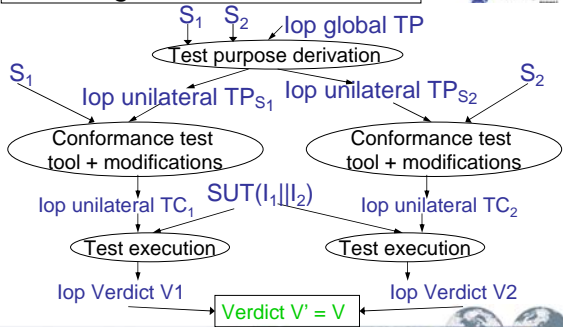 S1 S2 Iop global TP
Test purpose derivation
S1 Iop unilateral TPS1 Iop unilateral TPS2 S2
Conformance test
tool + modifications
Conformance test
tool + modifications
Iop unilateral TC1 SUT(I1||I2) Iop unilateral TC2
Test execution Test execution
Iop Verdict V1 Iop Verdict V2
Verdict V' = V